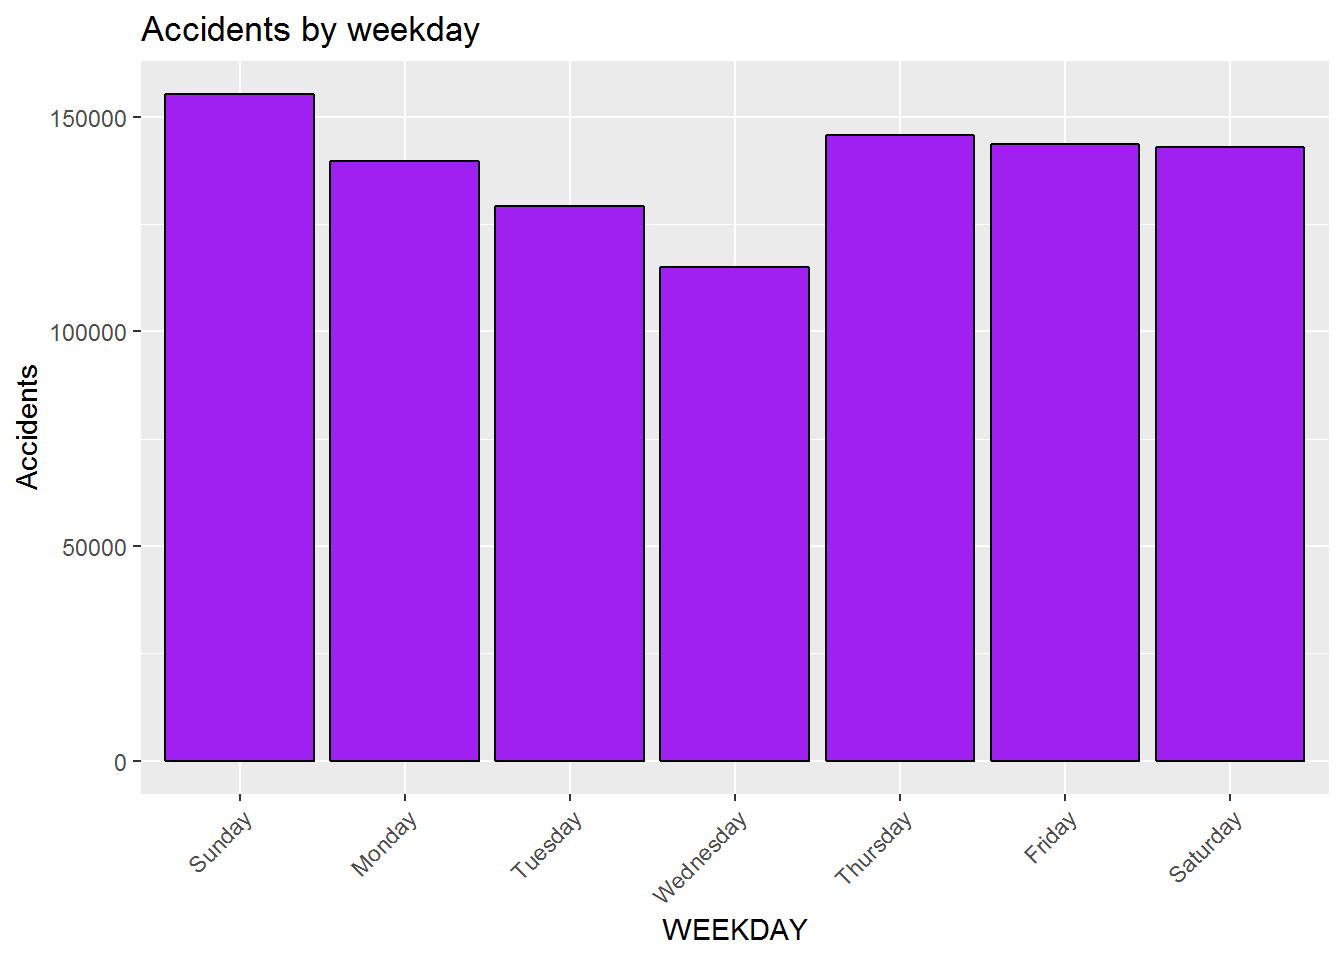 Accidents by weekday
150000
100000
50000
0
Accidents
Sunday
Monday
Tuesday
Wednesday
Thursday
Friday
Saturday
WEEKDAY